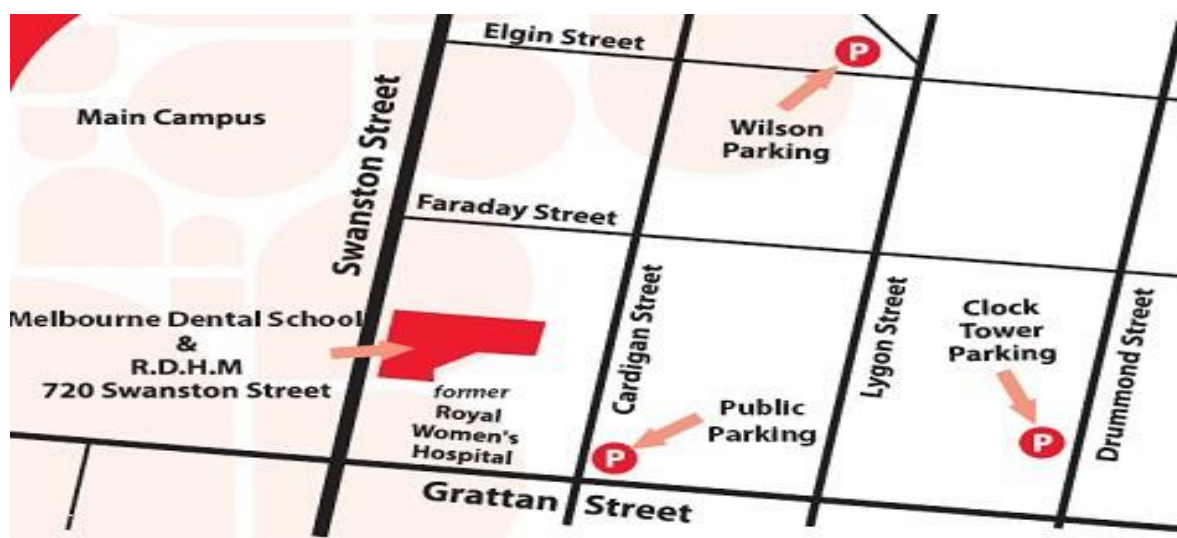 Elgin Street
P
Main Campus
Wilson
Parking
Swanston Street
Faraday Street
Cardigan Street
Lygon Street
Drummond Street
Clock
Tower
Parking
Melbourne Dental School
&
R.D.H.M
720 Swanston Street
former
Royal
Women's
Hospital
Public
Parking
P
P
Grattan Street